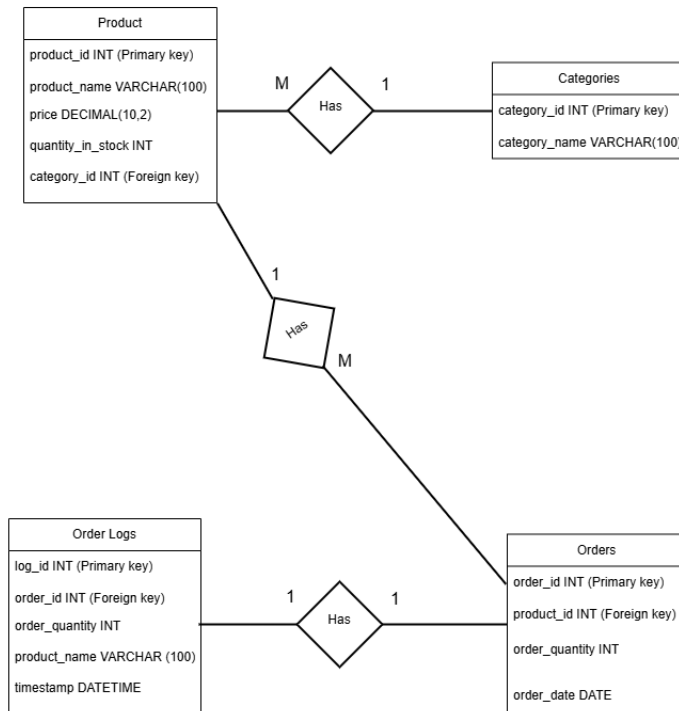 Product
product_id INT (Primary key)
product_name VARCHAR(100)
price DECIMAL(10,2)
quantity_in_stock INT
category_id INT (Foreign key)
M
Has
1
Categories
category_id INT (Primary key)
category_name VARCHAR(100)
1
Has
M
Order Logs
log_id INT (Primary key)
order_id INT (Foreign key)
order_quantity INT
product_name VARCHAR (100)
timestamp DATETIME
1
Has
1
Orders
order_id INT (Primary key)
product_id INT (Foreign key)
order_quantity INT
order_date DATE